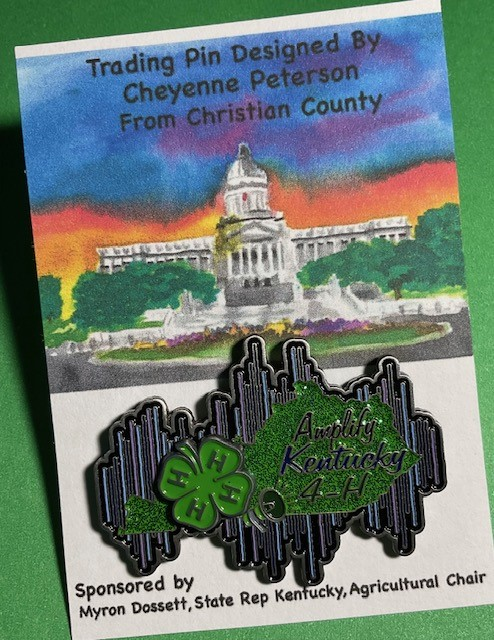 Trading Pin Designed By
Cheyenne Peterson
From Christian County
Amplify
Kentucky
4-H
H H
H H
Sponsored by
Myron Dossett, State Rep Kentucky, Agricultural Chair